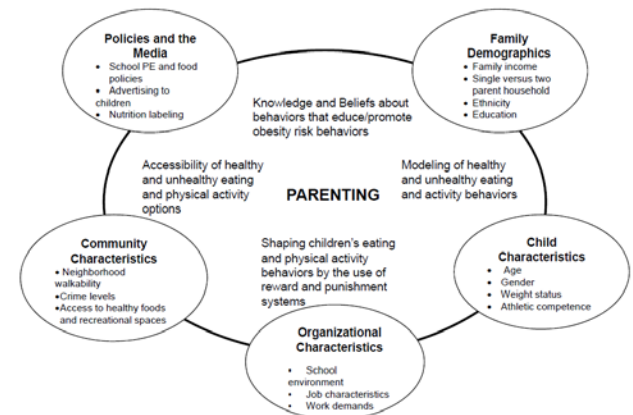 Policies and the
Media
• School PE and food
policies
• Advertising to
children
• Nutrition labeling
Family
Demographics
• Family income
• Single versus two
parent household
• Ethnicity
• Education
Knowledge and Beliefs about
behaviors that educe/promote
obesity risk behaviors
Accessibility of healthy
and unhealthy eating
and physical activity
options
PARENTING
Modeling of healthy
and unhealthy eating
and activity behaviors
Shaping children's eating
and physical activity
behaviors by the use of
reward and punishment
systems
Community
Characteristics
• Neighborhood
walkability
•Crime levels
•Access to healthy foods
and recreational spaces
Child
Characteristics
• Age
• Gender
• Weight status
• Athletic competence
Organizational
Characteristics
• School
environment
• Job characteristics
• Work demands